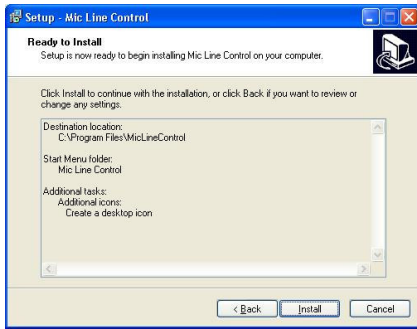 Setup - Mic Line Control
Ready to Install
Setup is now ready to begin installing Mic Line Control on your computer.
Click Install to continue with the installation, or click Back if you want to review or
change any settings.
Destination location:
C:\Program Files\MicLineControl
Start Menu folder:
Mic Line Control
Additional tasks:
Additional icons:
Create a desktop icon
< Back
Install
Cancel